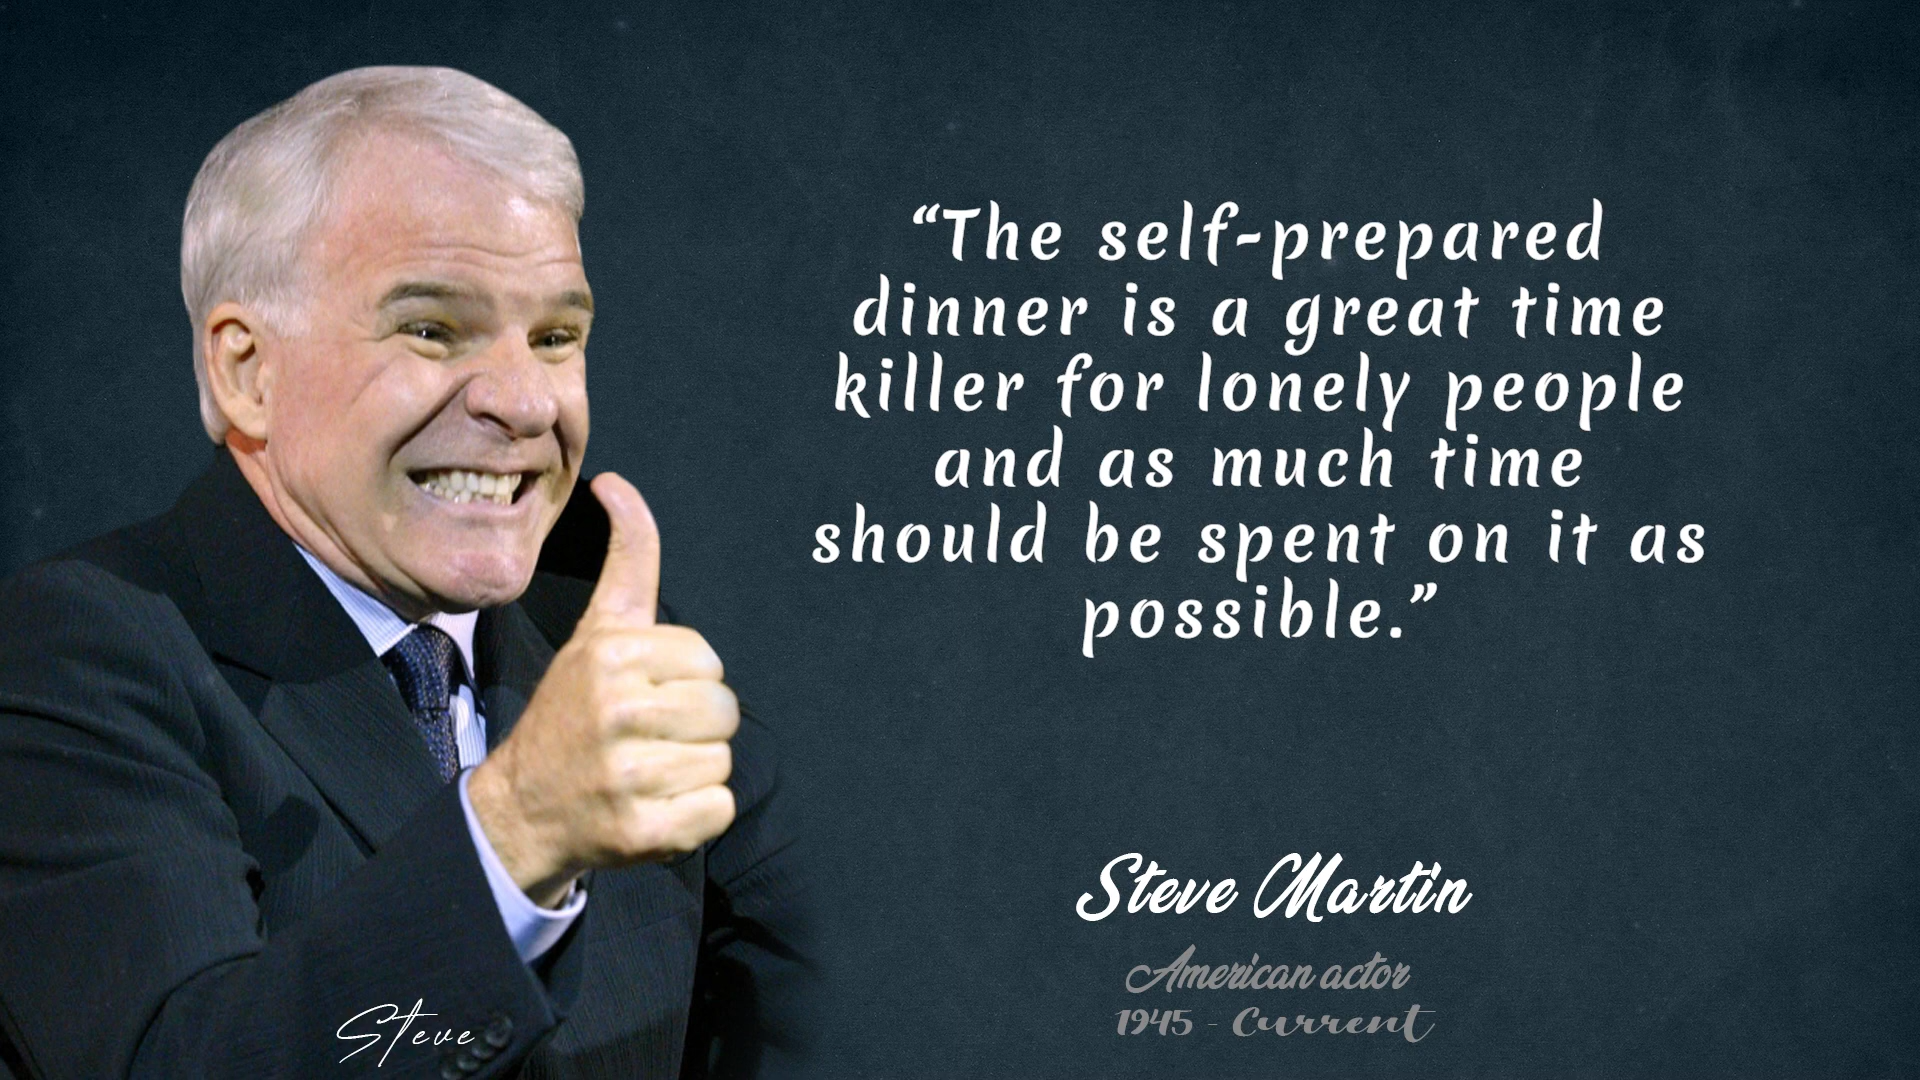 “The self-prepared
dinner is a great time
killer for lonely people
and as much time
should be spent on it as
possible.”
Steve Martin
American actor
1945 - Current
Steve